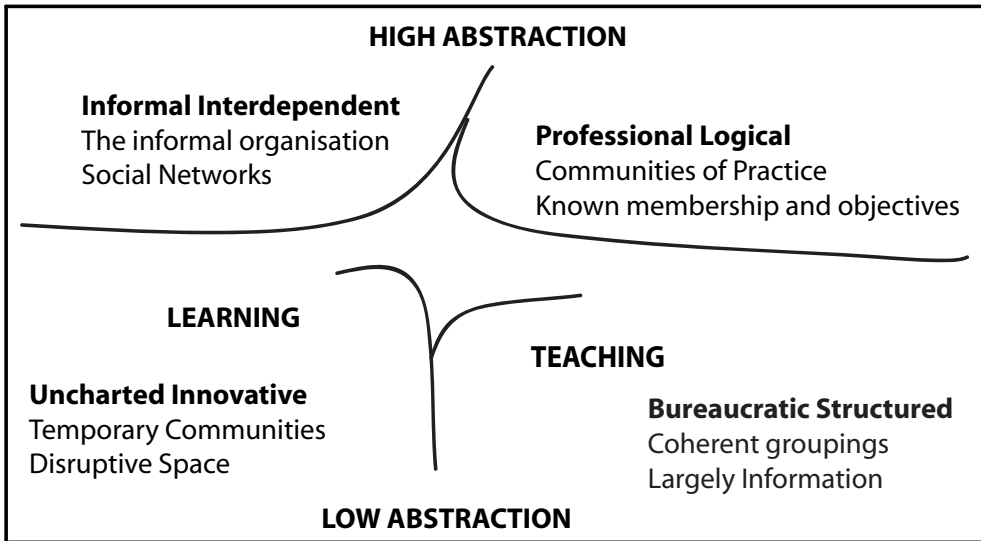 HIGH ABSTRACTION
Informal Interdependent
The informal organisation
Social Networks
Professional Logical
Communities of Practice
Known membership and objectives
LEARNING
TEACHING
Uncharted Innovative
Temporary Communities
Disruptive Space
Bureaucratic Structured
Coherent groupings
Largely Information
LOW ABSTRACTION